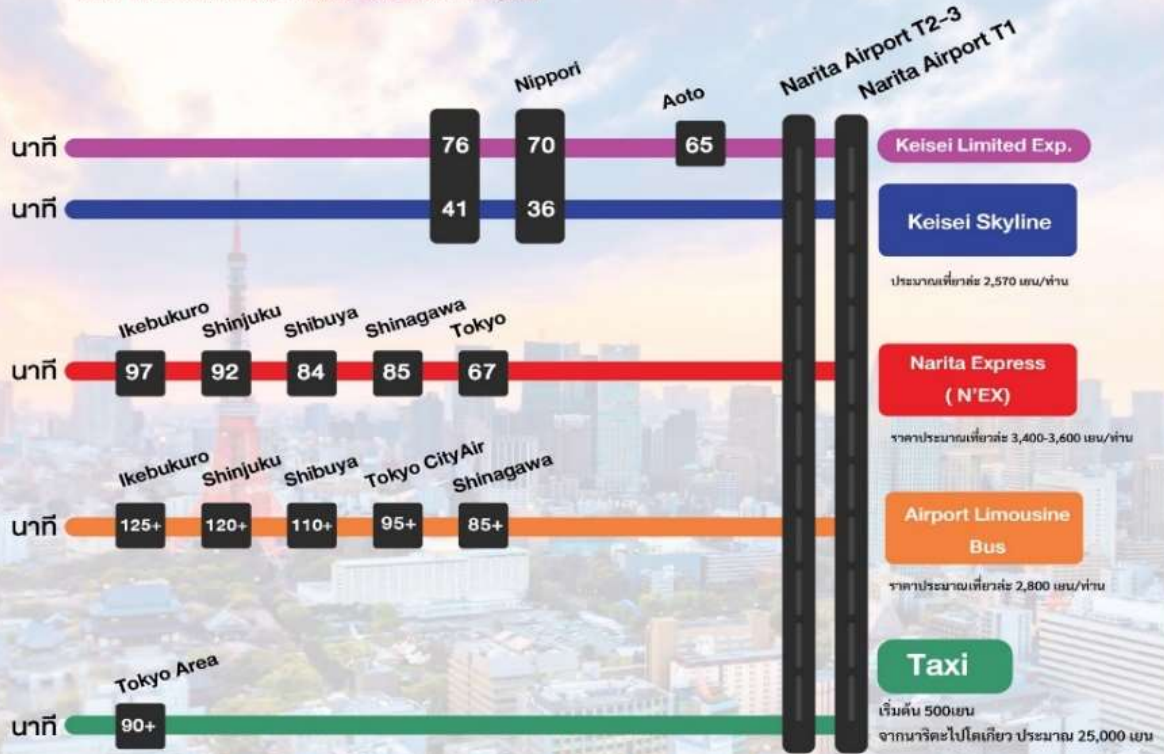 Narita Airport T2-3
Narita Airport T1
Nippori
Aoto
นาที
76
70
65
Keisei Limited Exp.
นาที
41
36
Keisei Skyline
ประมาณเที่ยวล่ะ 2,570 เยน/ท่าน
Ikebukuro
Shinjuku
Shibuya
Shinagawa
Tokyo
นาที
97
92
84
85
67
Narita Express
( N'EX)
ราคาประมาณเที่ยวล่ะ 3,400-3,600 เยน/ท่าน
Ikebukuro
Shinjuku
Shibuya
Tokyo CityAir
Shinagawa
นาที
125+
120+
110+
95+
85+
Airport Limousine
Bus
ราคาประมาณเที่ยวล่ะ 2,800 เยน/ท่าน
Tokyo Area
นาที
90+
Taxi
เริ่มต้น 500เยน
จากนาริตะไปโตเกียว ประมาณ 25,000 เยน